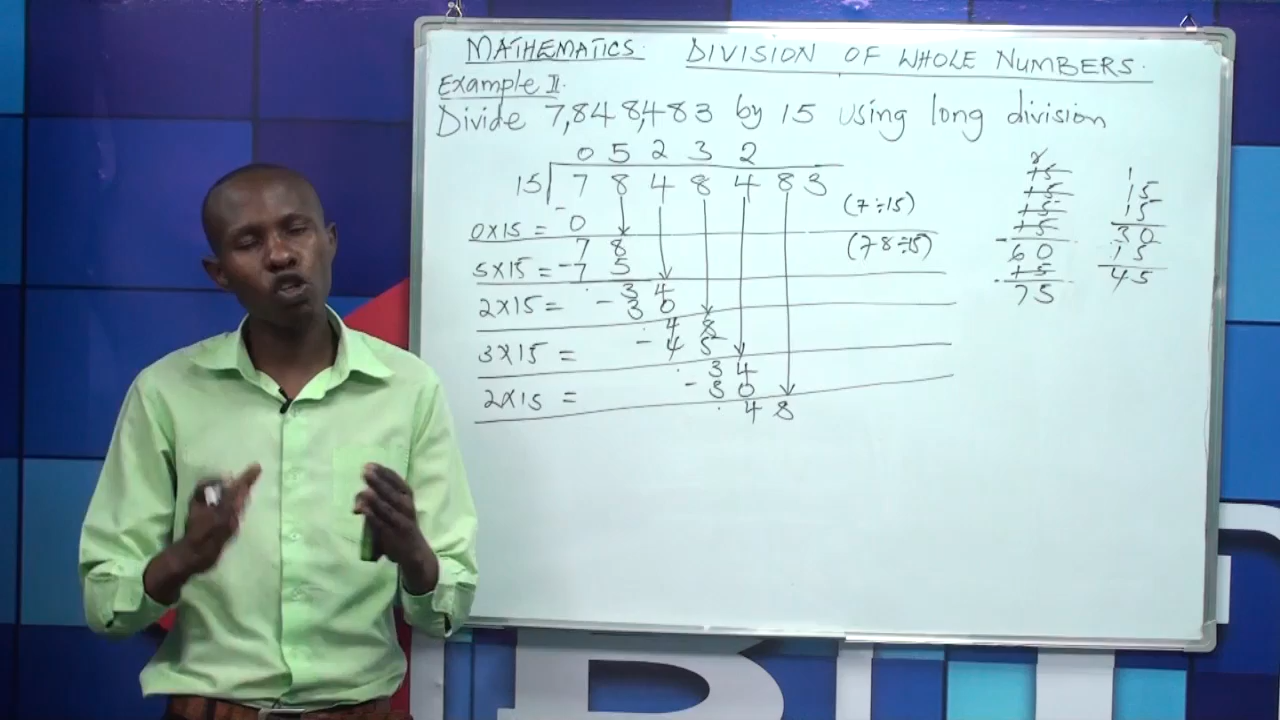 MATHEMATICS. DIVISION OF WHOLE NUMBERS.
Example II.
Divide 7,848,483 by 15 using long division
0 5 2 3 2
15 7 8 4 8 4 8 3
0x15 = - 0 (7÷15)
7 8 (78÷15)
5x15 = - 7 5
3 4
2x15 = - 3 0
4 8
3x15 = - 4 5
3 4
2x15 = - 3 0
4 8
15
15
15
15
60
15
75
1
15
15
30
15
45